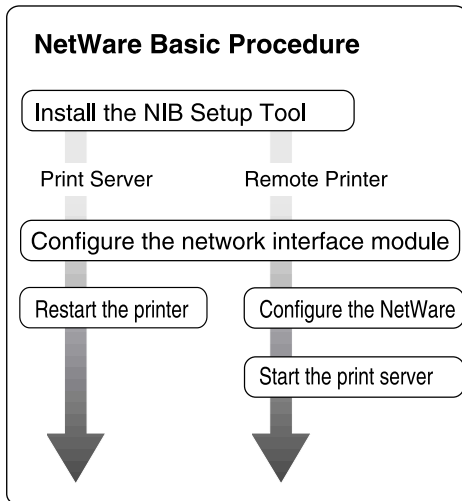 NetWare Basic Procedure
Install the NIB Setup Tool
Print Server
Remote Printer
Configure the network interface module
Restart the printer
Configure the NetWare
Start the print server